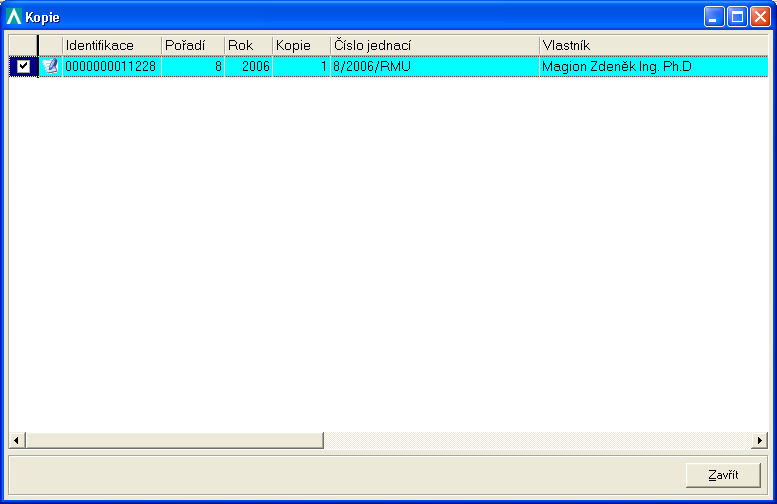 Kopie
Identifikace Pořadí Rok Kopie Číslo jednací Vlastník
0000000011228 8 2006 1 8/2006/RMU Magion Zdeněk Ing. Ph.D
Zavřít